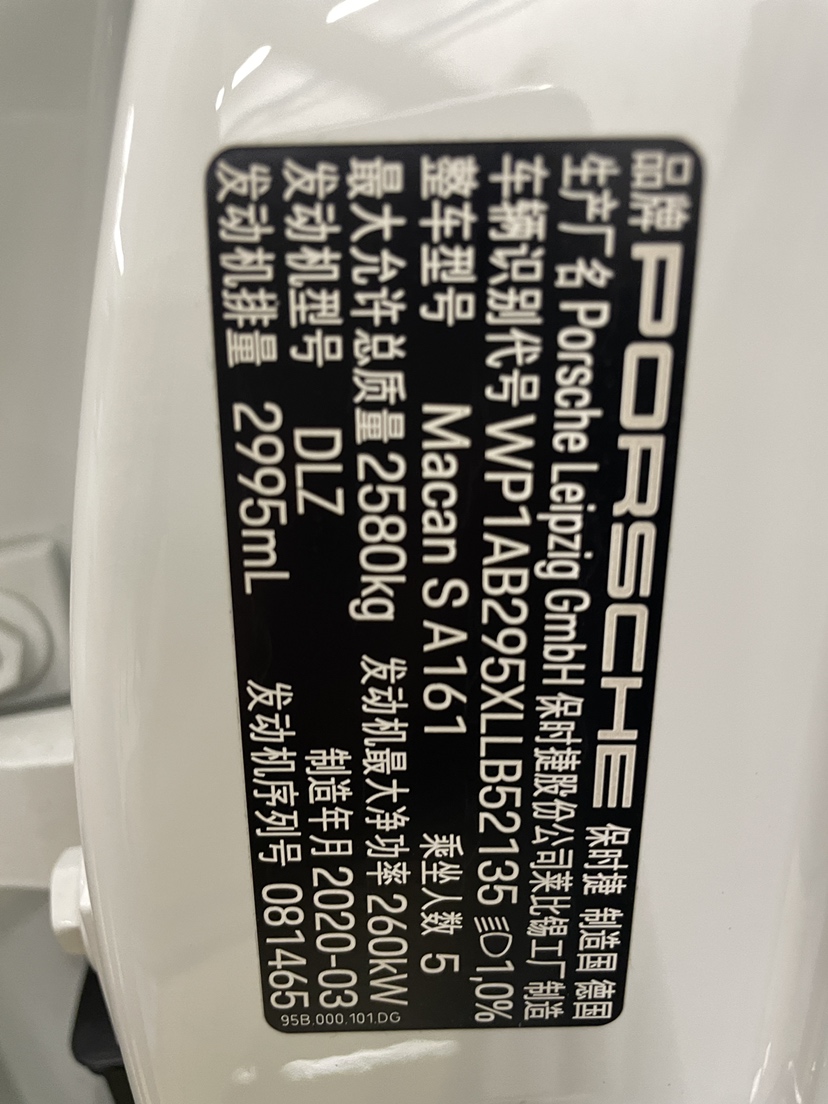 品牌 PORSCHE 保时捷 制造国 德国
生产厂名 Porsche Leipzig GmbH 保时捷股份公司莱比锡工厂制造
车辆识别代号 WP1AB295XLLB52135 1,0%
整车型号 Macan S A161 乘坐人数 5
最大允许总质量 2580kg 发动机最大净功率 260kW
发动机型号 DLZ 制造年月 2020-03
发动机排量 2995mL 发动机序列号 081465
95B.000.101.DG